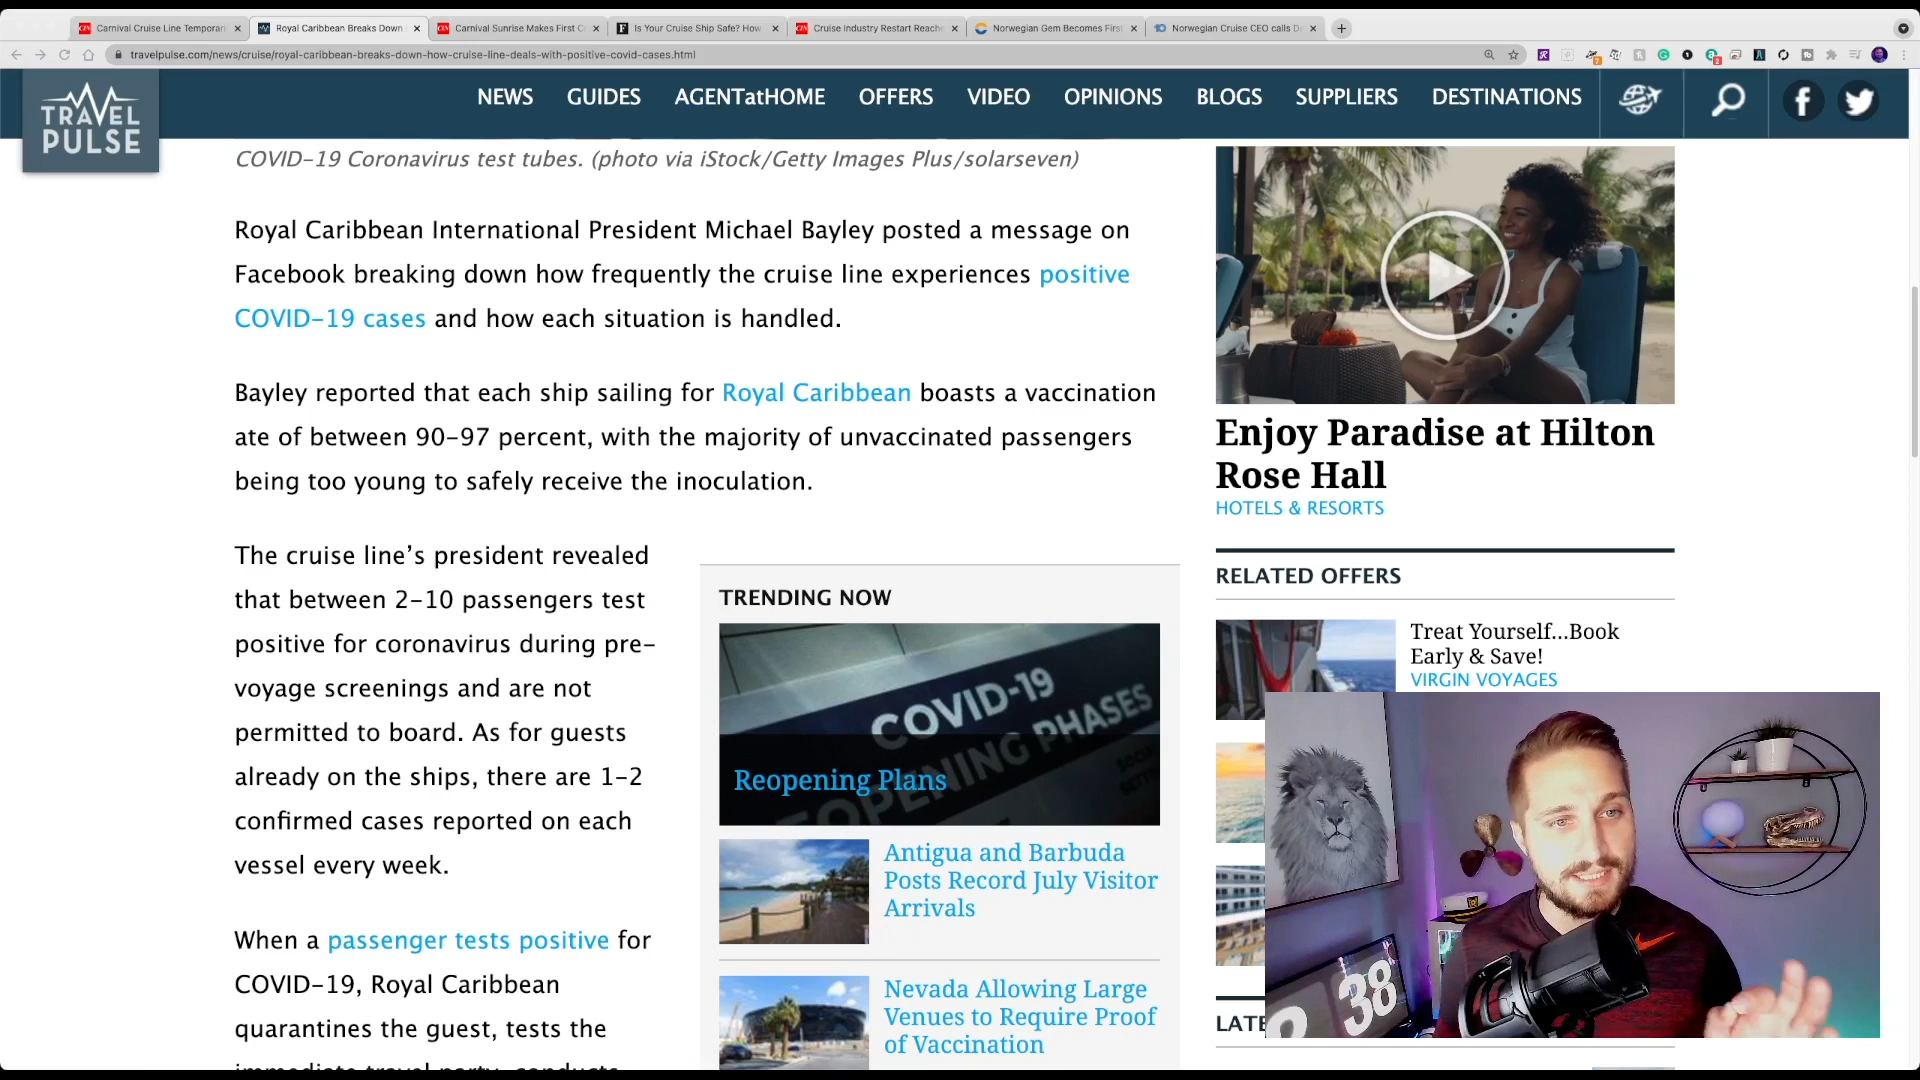 Carnival Cruise Line Temporar
Royal Caribbean Breaks Down
Carnival Sunrise Makes First C
Is Your Cruise Ship Safe? How
Cruise Industry Restart Reache
Norwegian Gem Becomes First
Norwegian Cruise CEO calls D
travelpulse.com/news/cruise/royal-caribbean-breaks-down-how-cruise-line-deals-with-positive-covid-cases.html
TRAVEL
PULSE
NEWS GUIDES AGENTatHOME OFFERS VIDEO OPINIONS BLOGS SUPPLIERS DESTINATIONS
COVID-19 Coronavirus test tubes. (photo via iStock/Getty Images Plus/solarseven)
Royal Caribbean International President Michael Bayley posted a message on
Facebook breaking down how frequently the cruise line experiences positive
COVID-19 cases and how each situation is handled.
Bayley reported that each ship sailing for Royal Caribbean boasts a vaccination
ate of between 90-97 percent, with the majority of unvaccinated passengers
being too young to safely receive the inoculation.
The cruise line’s president revealed
that between 2-10 passengers test
positive for coronavirus during pre-
voyage screenings and are not
permitted to board. As for guests
already on the ships, there are 1-2
confirmed cases reported on each
vessel every week.
When a passenger tests positive for
COVID-19, Royal Caribbean
quarantines the guest, tests the
immediate travel party, conducts
TRENDING NOW
COVID-19
REOPENING PHASES
Reopening Plans
Antigua and Barbuda
Posts Record July Visitor
Arrivals
Nevada Allowing Large
Venues to Require Proof
of Vaccination
Enjoy Paradise at Hilton
Rose Hall
HOTELS & RESORTS
RELATED OFFERS
Treat Yourself...Book
Early & Save!
VIRGIN VOYAGES
LATE
38